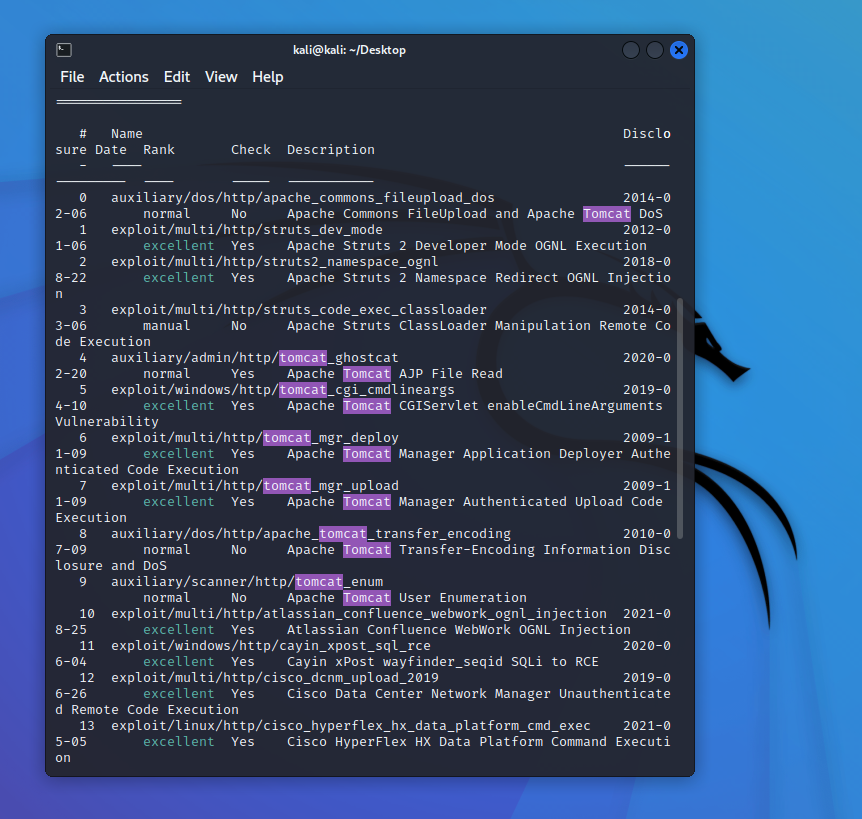 kali@kali: ~/Desktop
File Actions Edit View Help
================
# Name Disclo
sure Date Rank Check Description
- ---- ------
--------- ---- ----- -----------
0 auxiliary/dos/http/apache_commons_fileupload_dos 2014-0
2-06 normal No Apache Commons FileUpload and Apache Tomcat DoS
1 exploit/multi/http/struts_dev_mode 2012-0
1-06 excellent Yes Apache Struts 2 Developer Mode OGNL Execution
2 exploit/multi/http/struts2_namespace_ognl 2018-0
8-22 excellent Yes Apache Struts 2 Namespace Redirect OGNL Injectio
n
3 exploit/multi/http/struts_code_exec_classloader 2014-0
3-06 manual No Apache Struts ClassLoader Manipulation Remote Co
de Execution
4 auxiliary/admin/http/tomcat_ghostcat 2020-0
2-20 normal Yes Apache Tomcat AJP File Read
5 exploit/windows/http/tomcat_cgi_cmdlineargs 2019-0
4-10 excellent Yes Apache Tomcat CGIServlet enableCmdLineArguments
Vulnerability
6 exploit/multi/http/tomcat_mgr_deploy 2009-1
1-09 excellent Yes Apache Tomcat Manager Application Deployer Authe
nticated Code Execution
7 exploit/multi/http/tomcat_mgr_upload 2009-1
1-09 excellent Yes Apache Tomcat Manager Authenticated Upload Code
Execution
8 auxiliary/dos/http/apache_tomcat_transfer_encoding 2010-0
7-09 normal No Apache Tomcat Transfer-Encoding Information Disc
losure and DoS
9 auxiliary/scanner/http/tomcat_enum
normal No Apache Tomcat User Enumeration
10 exploit/multi/http/atlassian_confluence_webwork_ognl_injection 2021-0
8-25 excellent Yes Atlassian Confluence WebWork OGNL Injection
11 exploit/windows/http/cayin_xpost_sql_rce 2020-0
6-04 excellent Yes Cayin xPost wayfinder_seqid SQLi to RCE
12 exploit/multi/http/cisco_dcnm_upload_2019 2019-0
6-26 excellent Yes Cisco Data Center Network Manager Unauthenticate
d Remote Code Execution
13 exploit/linux/http/cisco_hyperflex_hx_data_platform_cmd_exec 2021-0
5-05 excellent Yes Cisco HyperFlex HX Data Platform Command Executi
on